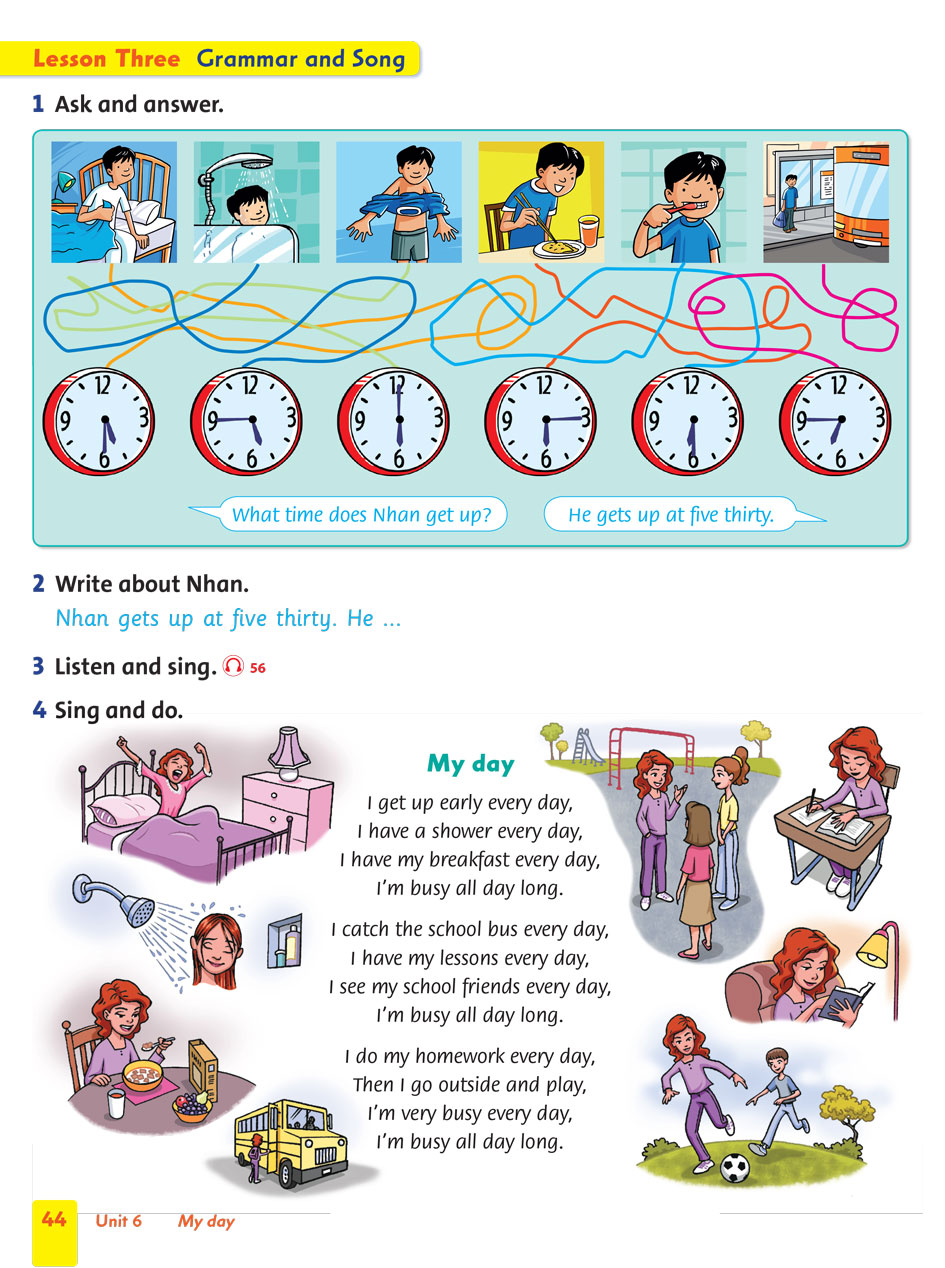 Lesson Three Grammar and Song
1 Ask and answer.
12 3 6 9
12 3 6 9
12 3 6 9
12 3 6 9
12 3 6 9
12 3 6 9
What time does Nhan get up?
He gets up at five thirty.
2 Write about Nhan.
Nhan gets up at five thirty. He ...
3 Listen and sing. 56
4 Sing and do.
My day
I get up early every day,
I have a shower every day,
I have my breakfast every day,
I'm busy all day long.
I catch the school bus every day,
I have my lessons every day,
I see my school friends every day,
I'm busy all day long.
I do my homework every day,
Then I go outside and play,
I'm very busy every day,
I'm busy all day long.
44 Unit 6 My day